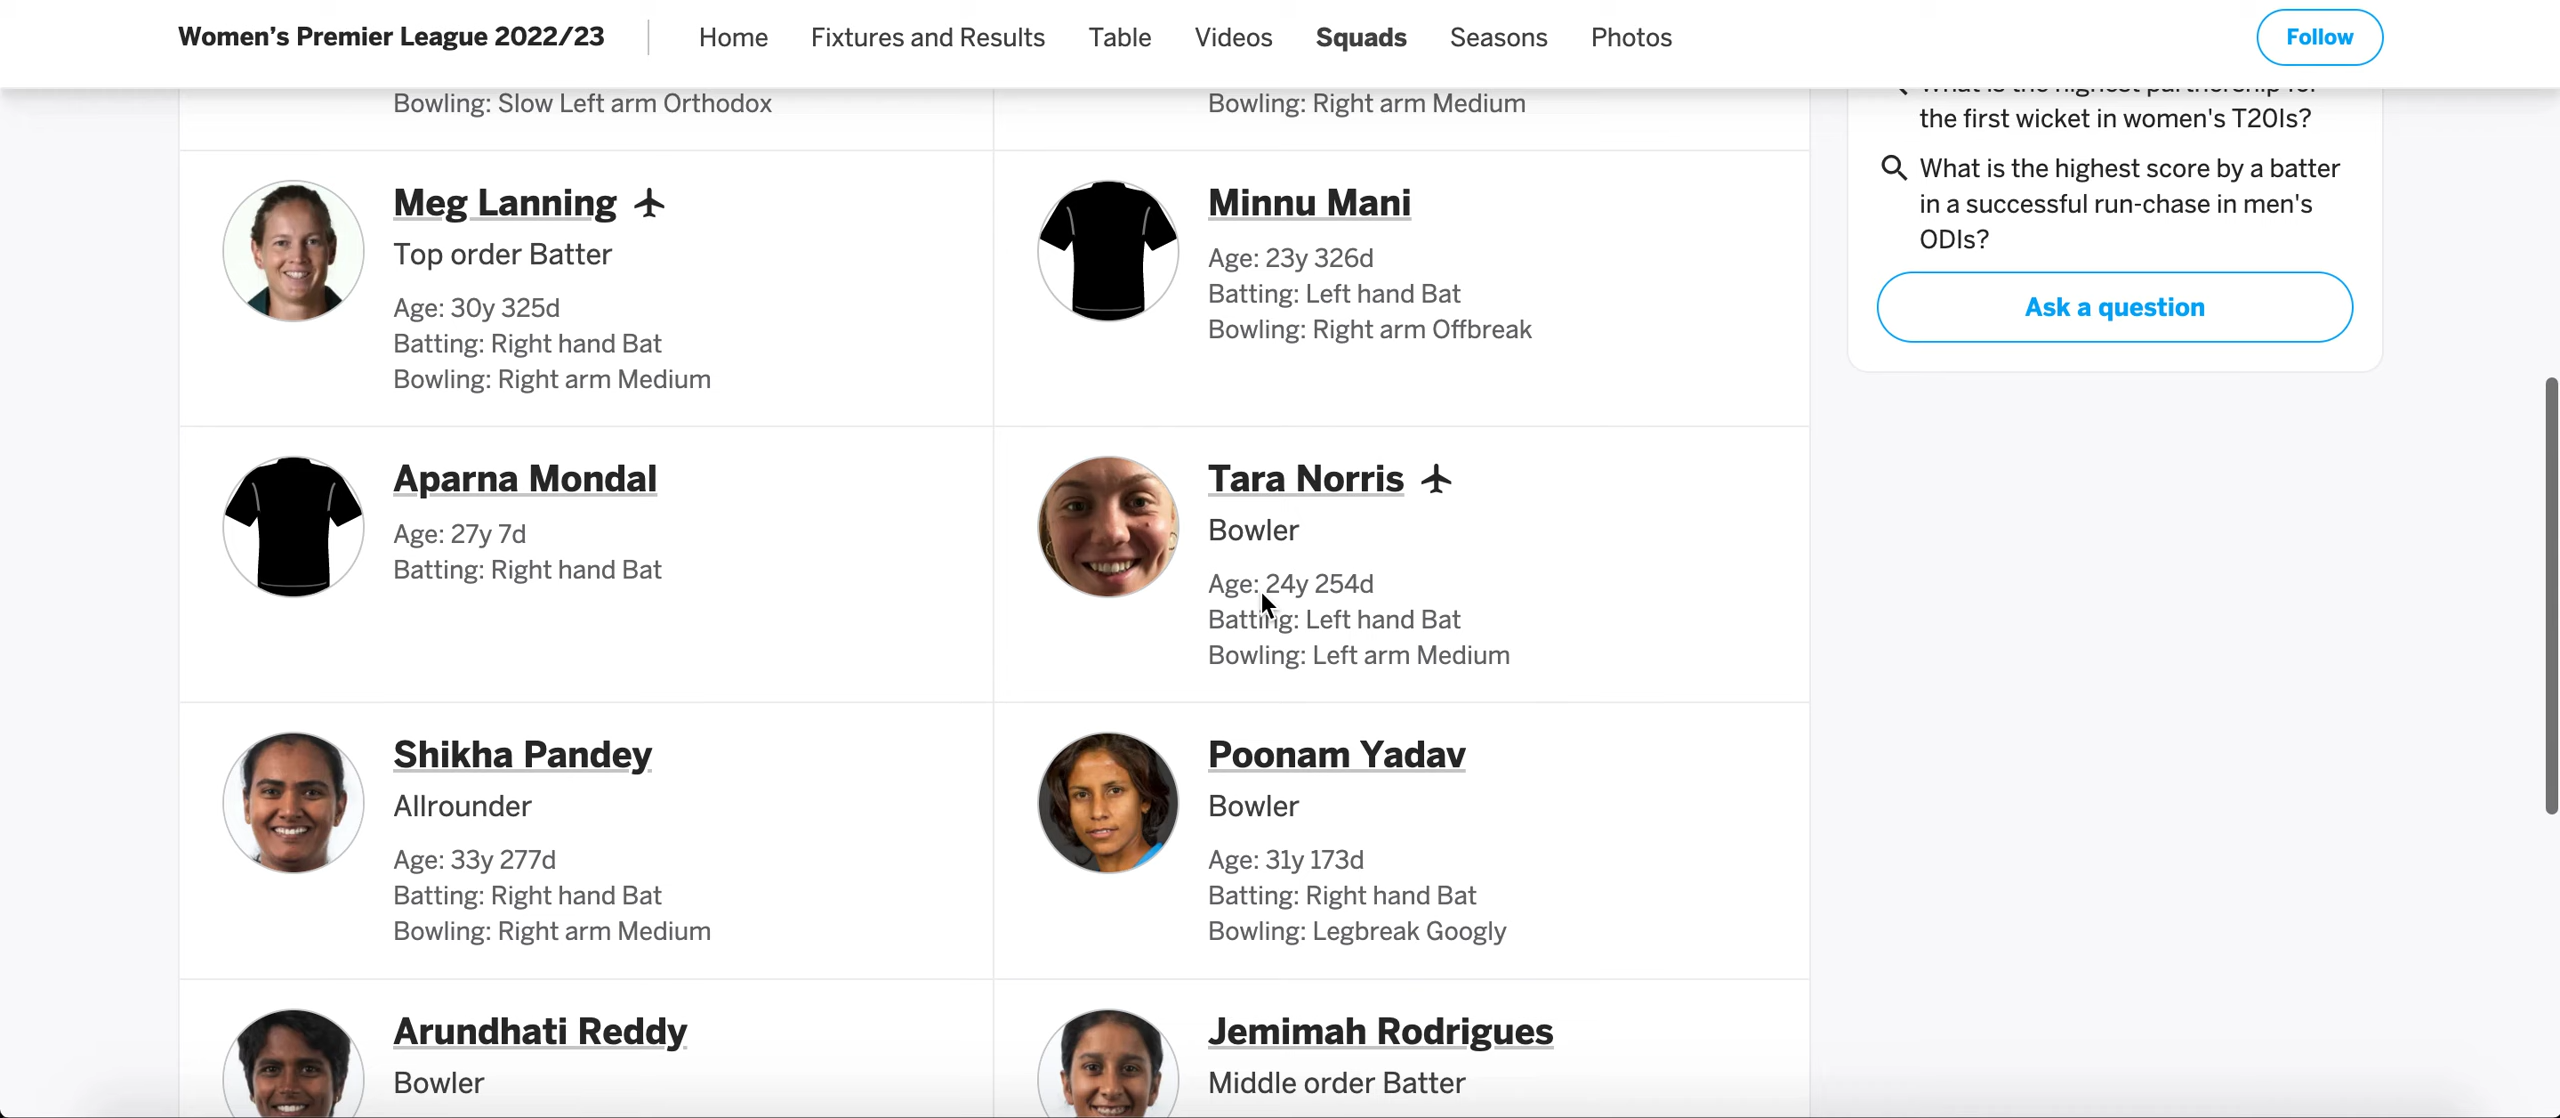 Women's Premier League 2022/23
Home
Fixtures and Results
Table
Videos
Squads
Seasons
Photos
Follow
Bowling: Slow Left arm Orthodox
Bowling: Right arm Medium
Meg Lanning
Top order Batter
Age: 30y 325d
Batting: Right hand Bat
Bowling: Right arm Medium
Minnu Mani
Age: 23y 326d
Batting: Left hand Bat
Bowling: Right arm Offbreak
Aparna Mondal
Age: 27y 7d
Batting: Right hand Bat
Tara Norris
Bowler
Age: 24y 254d
Batting: Left hand Bat
Bowling: Left arm Medium
Shikha Pandey
Allrounder
Age: 33y 277d
Batting: Right hand Bat
Bowling: Right arm Medium
Poonam Yadav
Bowler
Age: 31y 173d
Batting: Right hand Bat
Bowling: Legbreak Googly
Arundhati Reddy
Bowler
Jemimah Rodrigues
Middle order Batter
What is the highest partnership for
the first wicket in women's T20Is?
What is the highest score by a batter
in a successful run-chase in men's
ODIs?
Ask a question